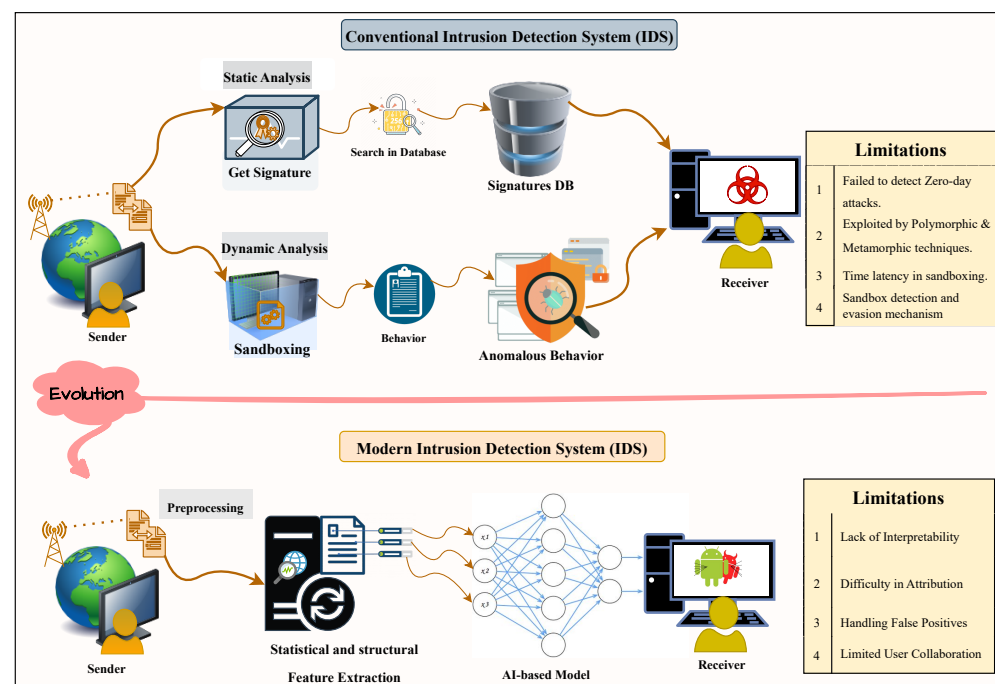 Conventional Intrusion Detection System (IDS)
Static Analysis
Get Signature
Search in Database
Signatures DB
Dynamic Analysis
Sandboxing
Behavior
Anomalous Behavior
Sender
Receiver
Limitations
1 Failed to detect Zero-day
attacks.
2 Exploited by Polymorphic &
Metamorphic techniques.
3 Time latency in sandboxing.
4 Sandbox detection and
evasion mechanism
Evolution
Modern Intrusion Detection System (IDS)
Preprocessing
Sender
Statistical and structural
Feature Extraction
x,1
x,2
x,3
AI-based Model
Receiver
Limitations
1 Lack of Interpretability
2 Difficulty in Attribution
3 Handling False Positives
4 Limited User Collaboration